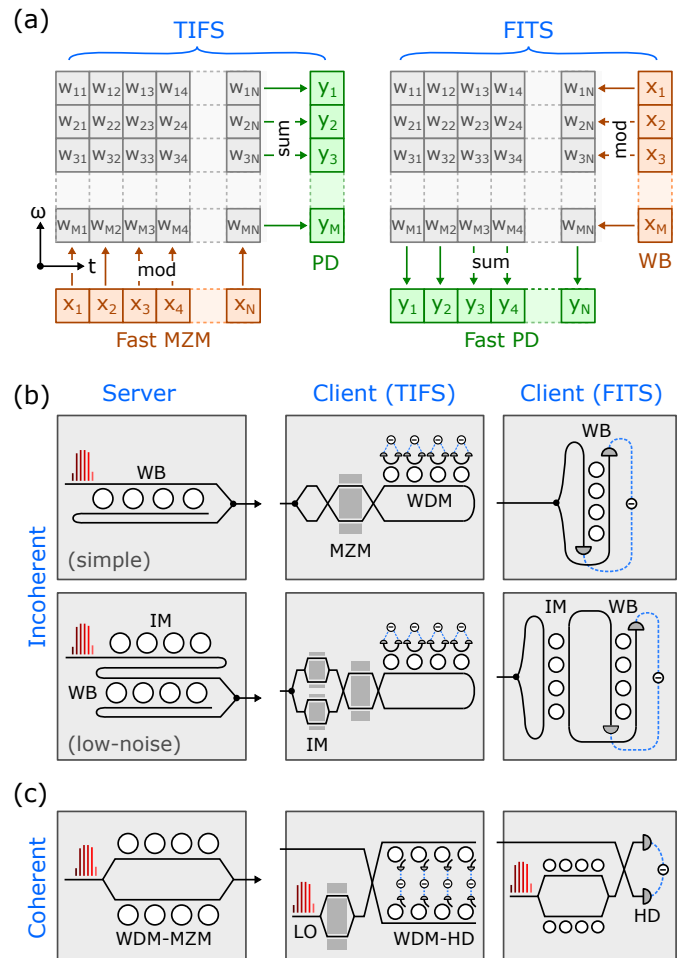 (a)
TIFS
FITS
w11 w12 w13 w14 w1N y1
w21 w22 w23 w24 w2N y2
w31 w32 w33 w34 w3N y3
sum
wM1 wM2 wM3 wM4 wMN yM
ω
t
mod
PD
x1 x2 x3 x4 xN
Fast MZM
w11 w12 w13 w14 w1N x1
w21 w22 w23 w24 w2N x2
w31 w32 w33 w34 w3N x3
mod
wM1 wM2 wM3 wM4 wMN xM
sum
WB
y1 y2 y3 y4 yN
Fast PD
(b)
Server
Client (TIFS)
Client (FITS)
Incoherent
WB
(simple)
MZM
WDM
WB
IM
WB
(low-noise)
IM
IM
WB
(c)
Coherent
WDM-MZM
LO
WDM-HD
HD